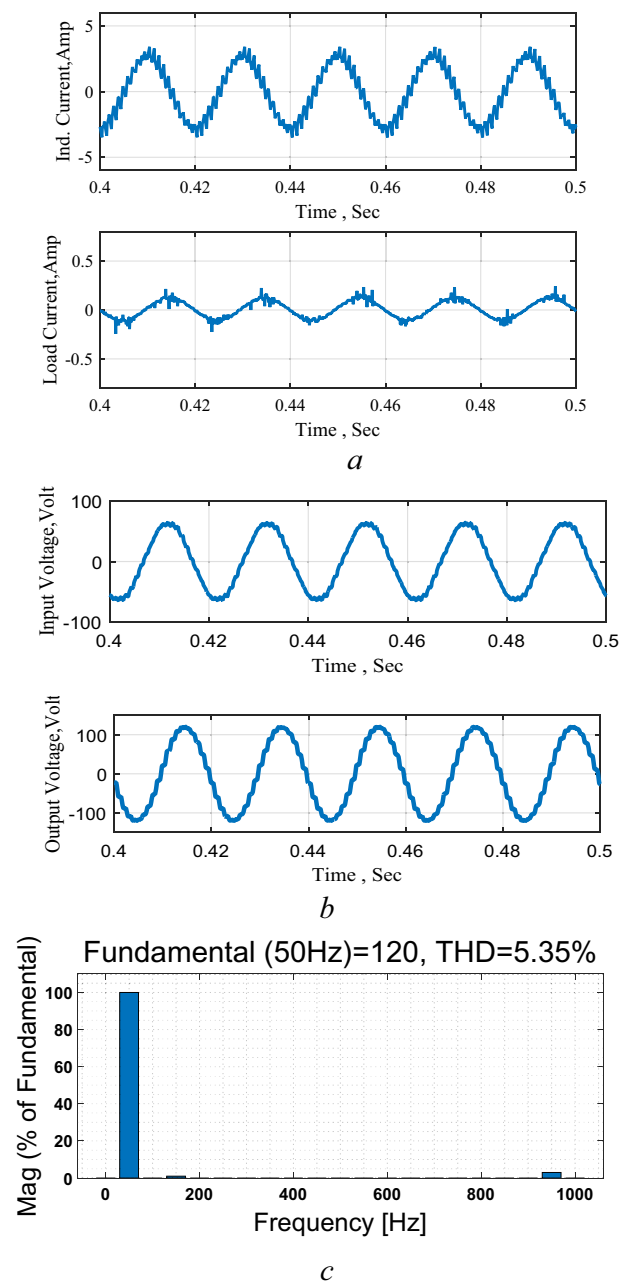 Ind. Current,Amp
5
0
-5
0.4 0.42 0.44 0.46 0.48 0.5
Time , Sec
Load Current,Amp
0.5
0
-0.5
0.4 0.42 0.44 0.46 0.48 0.5
Time , Sec
a
Input Voltage,Volt
100
0
-100
0.4 0.42 0.44 0.46 0.48 0.5
Time , Sec
Output Voltage,Volt
100
0
-100
0.4 0.42 0.44 0.46 0.48 0.5
Time , Sec
b
Fundamental (50Hz)=120, THD=5.35%
Mag (% of Fundamental)
100
80
60
40
20
0
0 200 400 600 800 1000
Frequency [Hz]
c